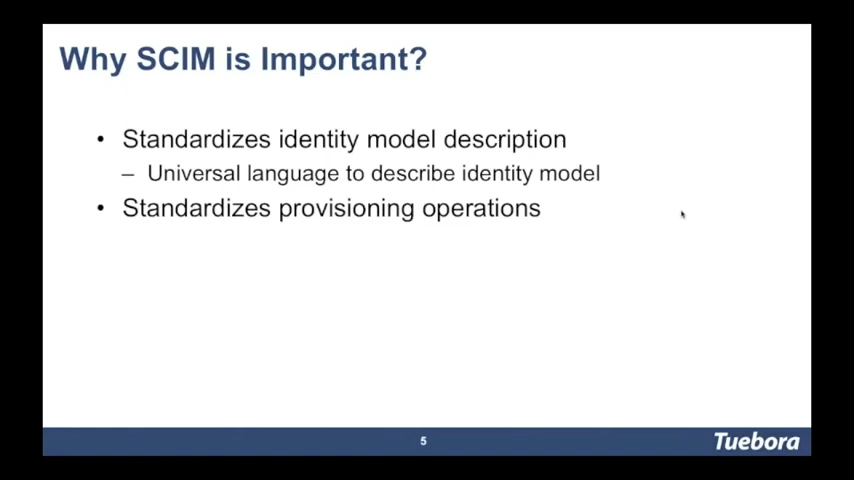 Why SCIM is Important?
• Standardizes identity model description
– Universal language to describe identity model
• Standardizes provisioning operations
5
Tuebora